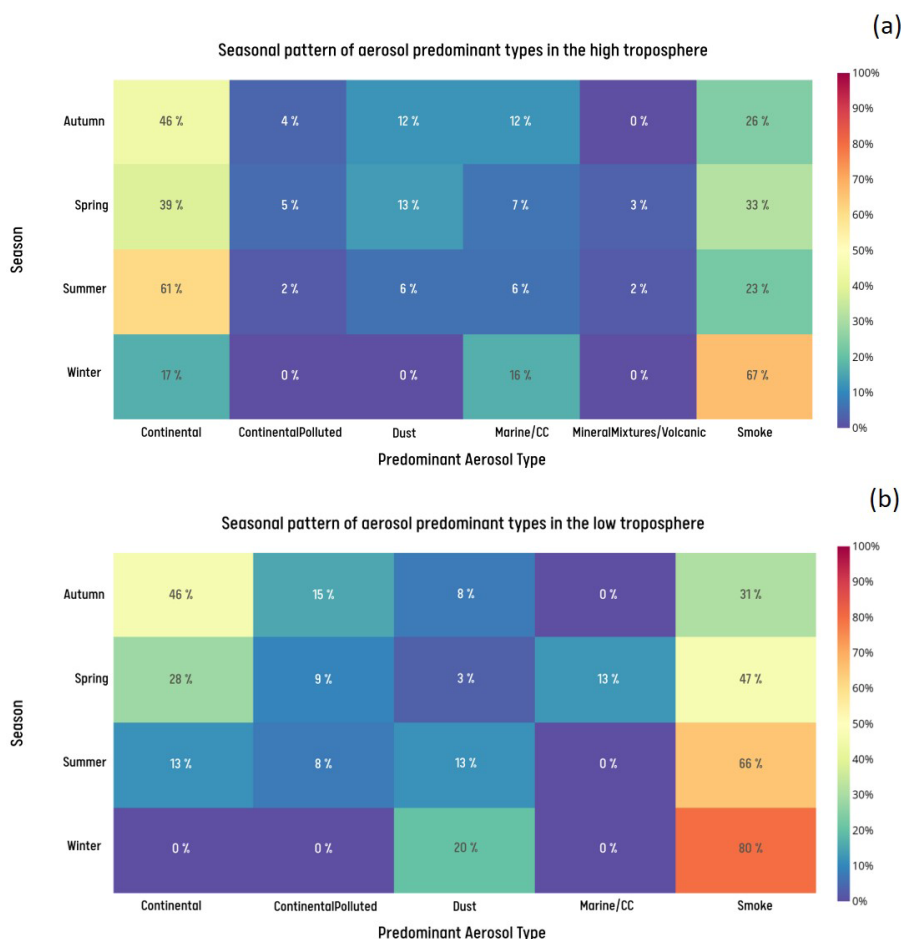 (a)
Seasonal pattern of aerosol predominant types in the high troposphere
Season
Autumn 46 % 4 % 12 % 12 % 0 % 26 %
Spring 39 % 5 % 13 % 7 % 3 % 33 %
Summer 61 % 2 % 6 % 6 % 2 % 23 %
Winter 17 % 0 % 0 % 16 % 0 % 67 %
Continental ContinentalPolluted Dust Marine/CC MineralMixtures/Volcanic Smoke
Predominant Aerosol Type
100%
90%
80%
70%
60%
50%
40%
30%
20%
10%
0%
(b)
Seasonal pattern of aerosol predominant types in the low troposphere
Season
Autumn 46 % 15 % 8 % 0 % 31 %
Spring 28 % 9 % 3 % 13 % 47 %
Summer 13 % 8 % 13 % 0 % 66 %
Winter 0 % 0 % 20 % 0 % 80 %
Continental ContinentalPolluted Dust Marine/CC Smoke
Predominant Aerosol Type
100%
90%
80%
70%
60%
50%
40%
30%
20%
10%
0%